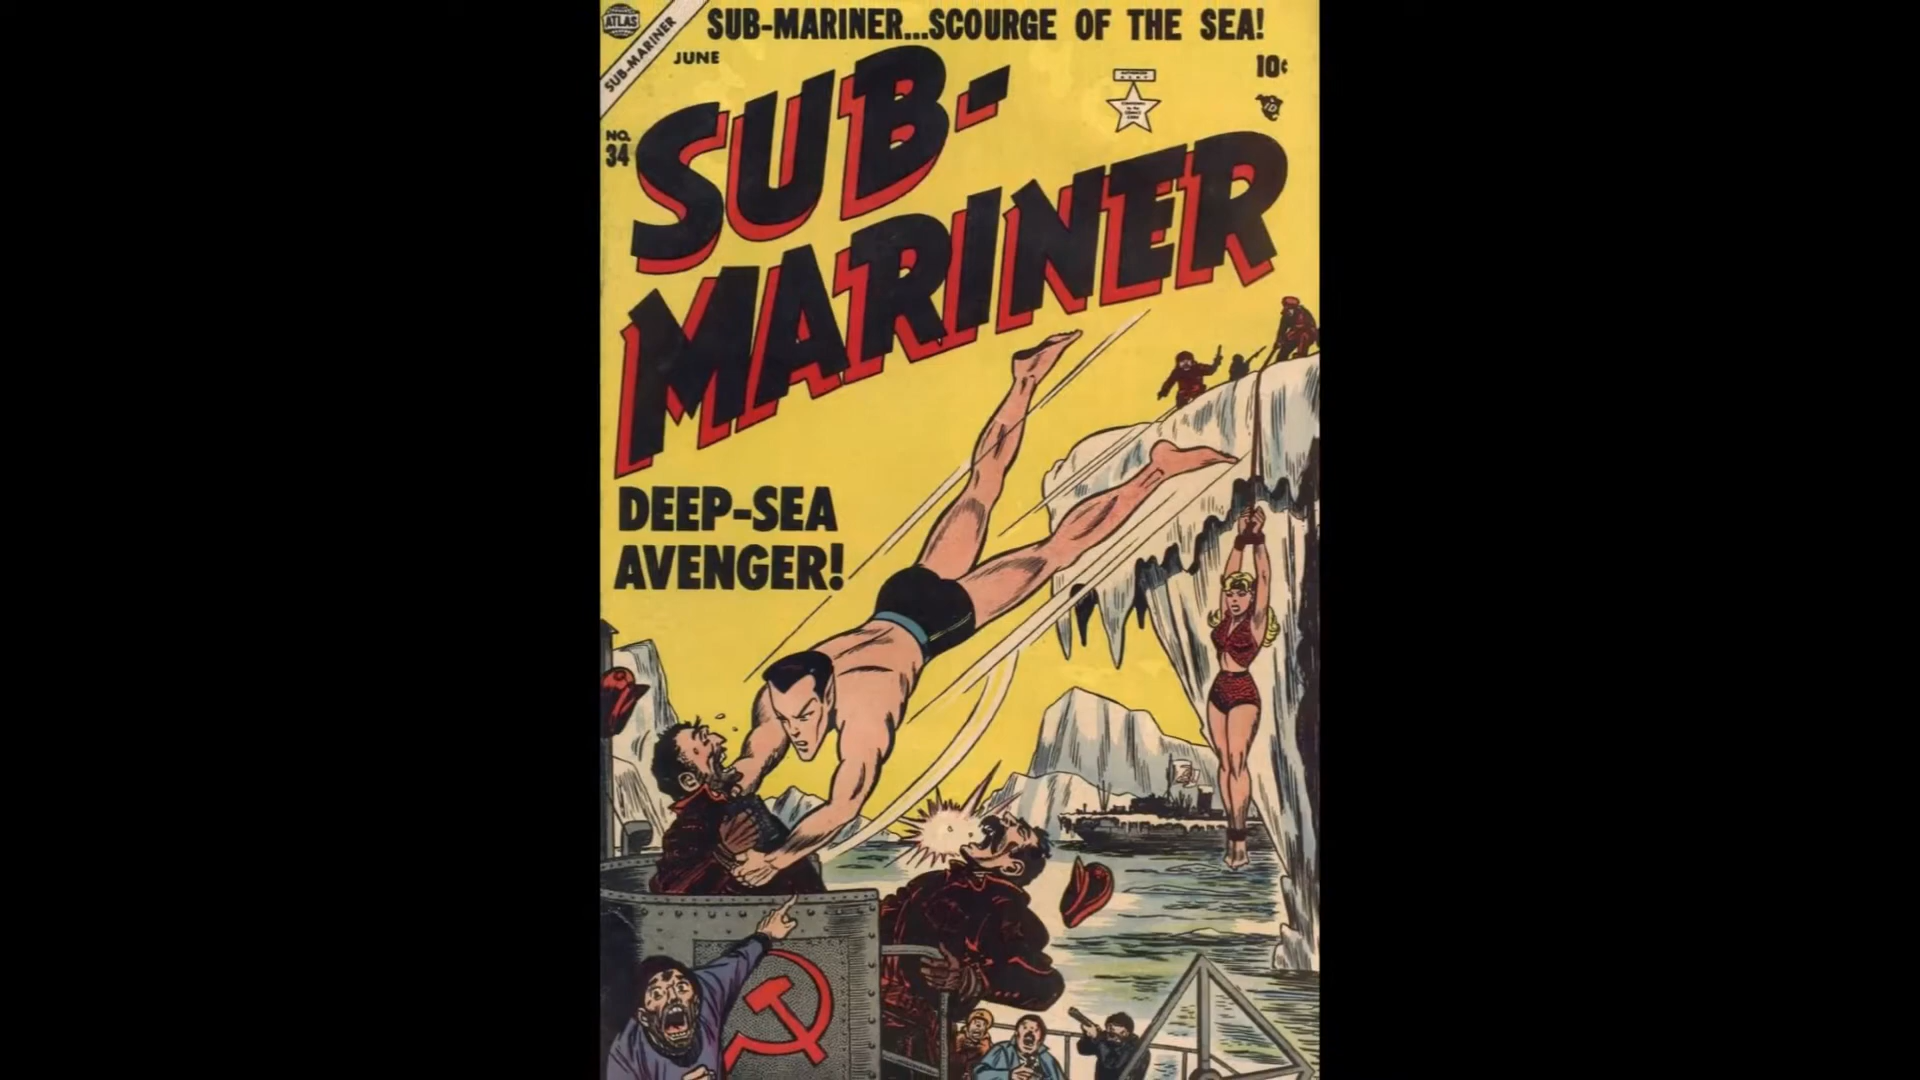 SUB-MARINER...SCOURGE OF THE SEA!
ATLAS
SUB-MARINER
JUNE
10¢
NO.
34
SUB-
MARINER
DEEP-SEA
AVENGER!